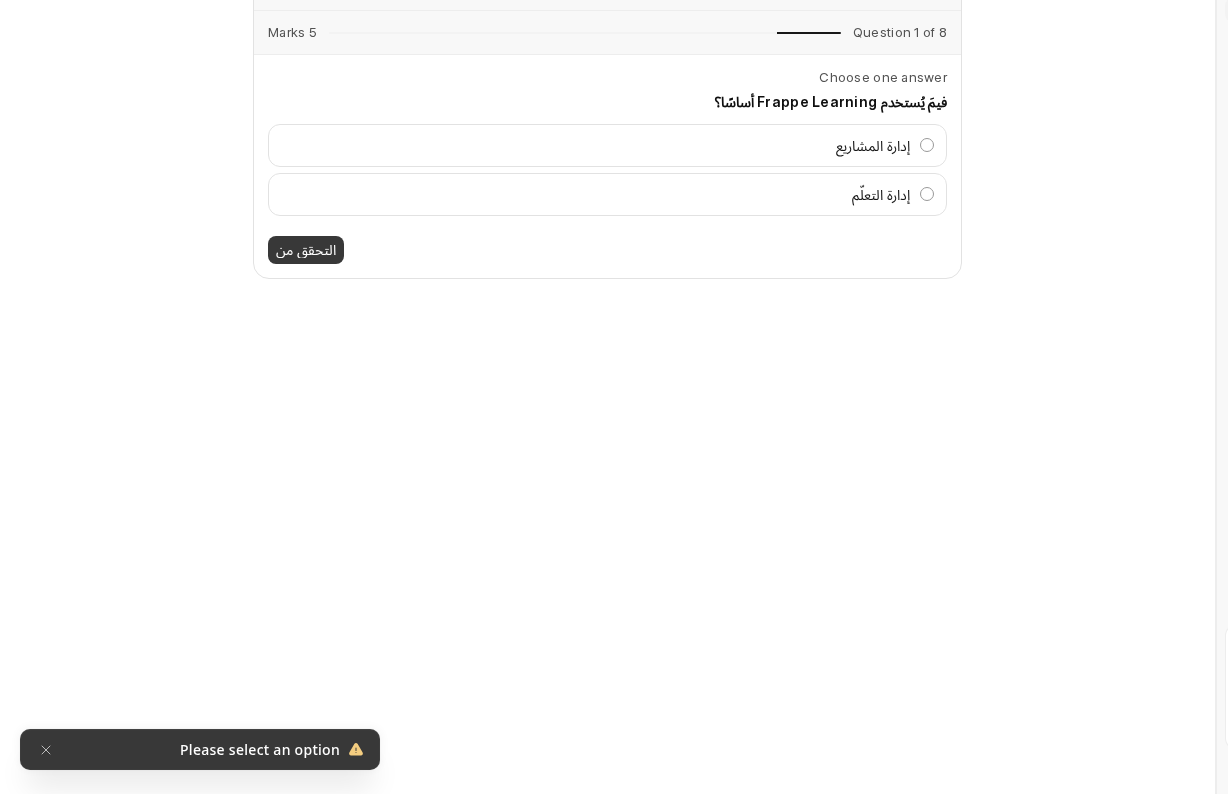 Question 1 of 8
Marks 5
Choose one answer
فيمَ يُستخدم Frappe Learning أساسًا؟
إدارة المشاريع
إدارة التعلّم
التحقق من
Please select an option